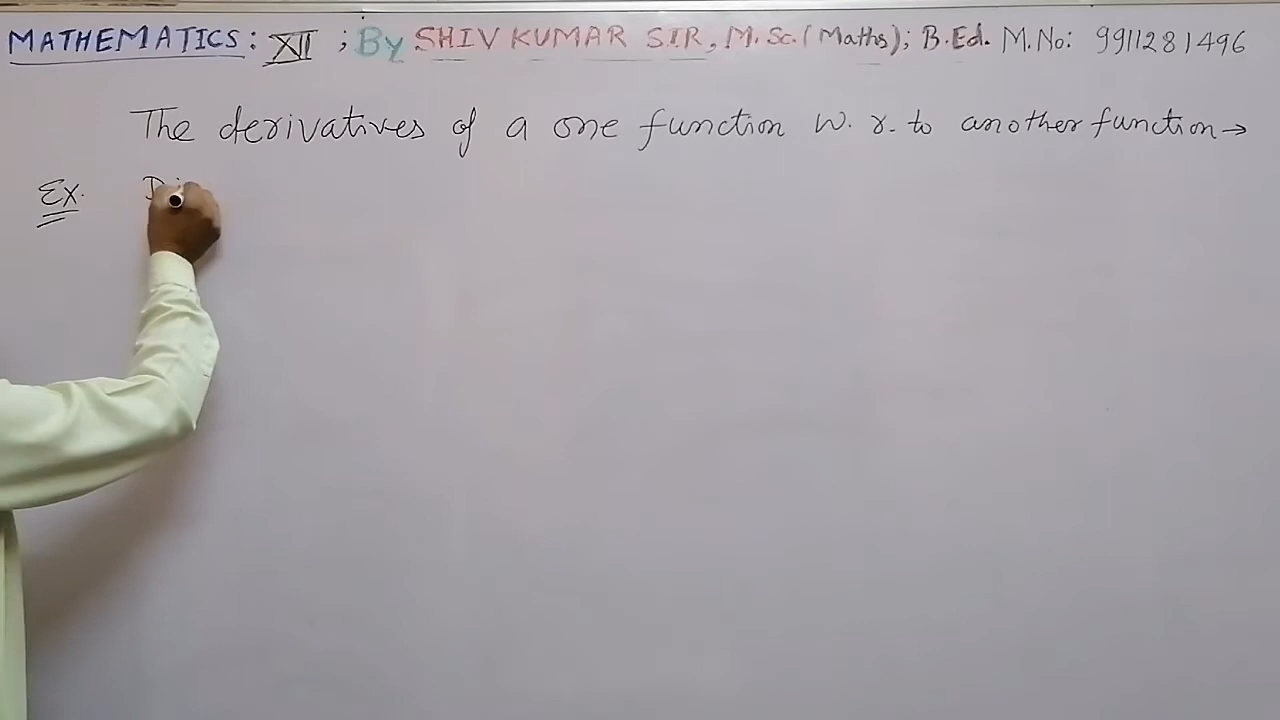 MATHEMATICS: XII ; By SHIV KUMAR SIR, M.Sc.(Maths); B.Ed. M.No: 9911281496
The derivatives of a one function w. r. to another function →
Ex.